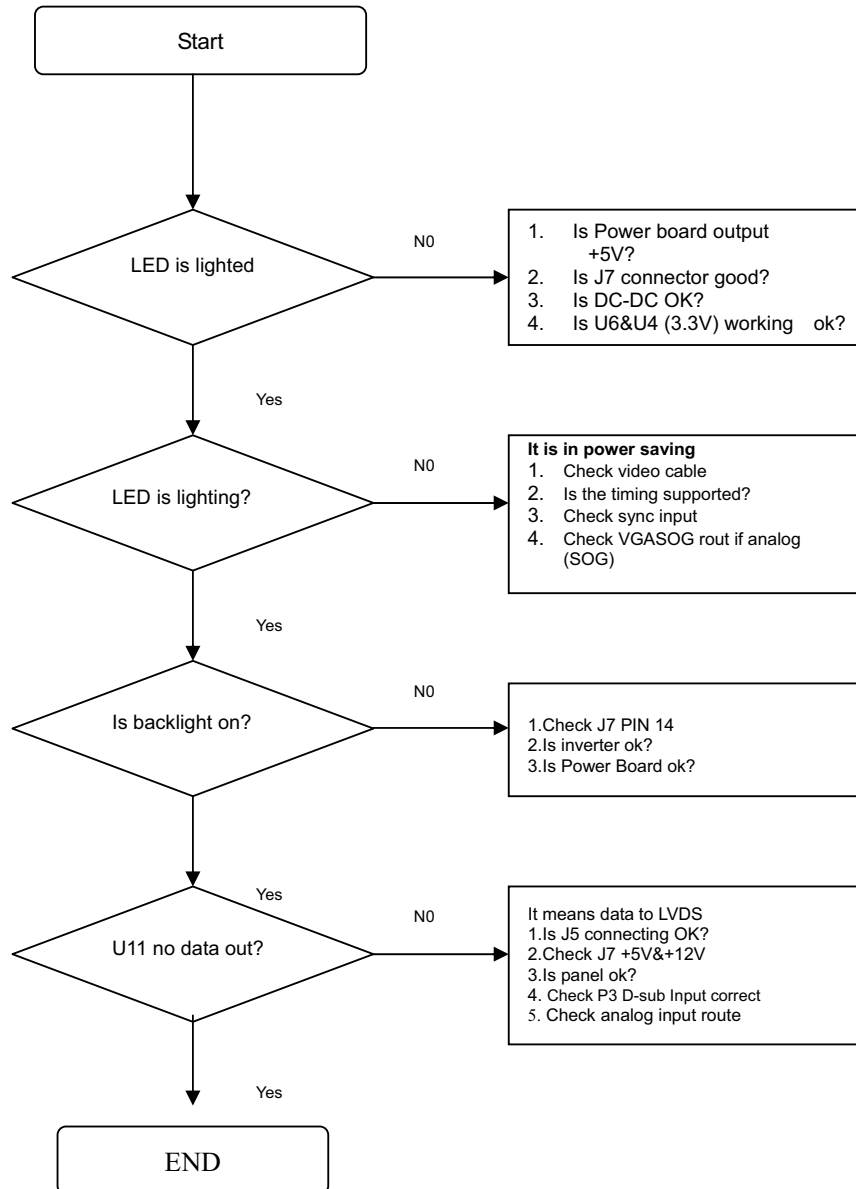 Start
LED is lighted
N0
1. Is Power board output
+5V?
2. Is J7 connector good?
3. Is DC-DC OK?
4. Is U6&U4 (3.3V) working ok?
Yes
LED is lighting?
N0
It is in power saving
1. Check video cable
2. Is the timing supported?
3. Check sync input
4. Check VGASOG rout if analog
(SOG)
Yes
Is backlight on?
N0
1.Check J7 PIN 14
2.Is inverter ok?
3.Is Power Board ok?
Yes
U11 no data out?
N0
It means data to LVDS
1.Is J5 connecting OK?
2.Check J7 +5V&+12V
3.Is panel ok?
4. Check P3 D-sub Input correct
5. Check analog input route
Yes
END